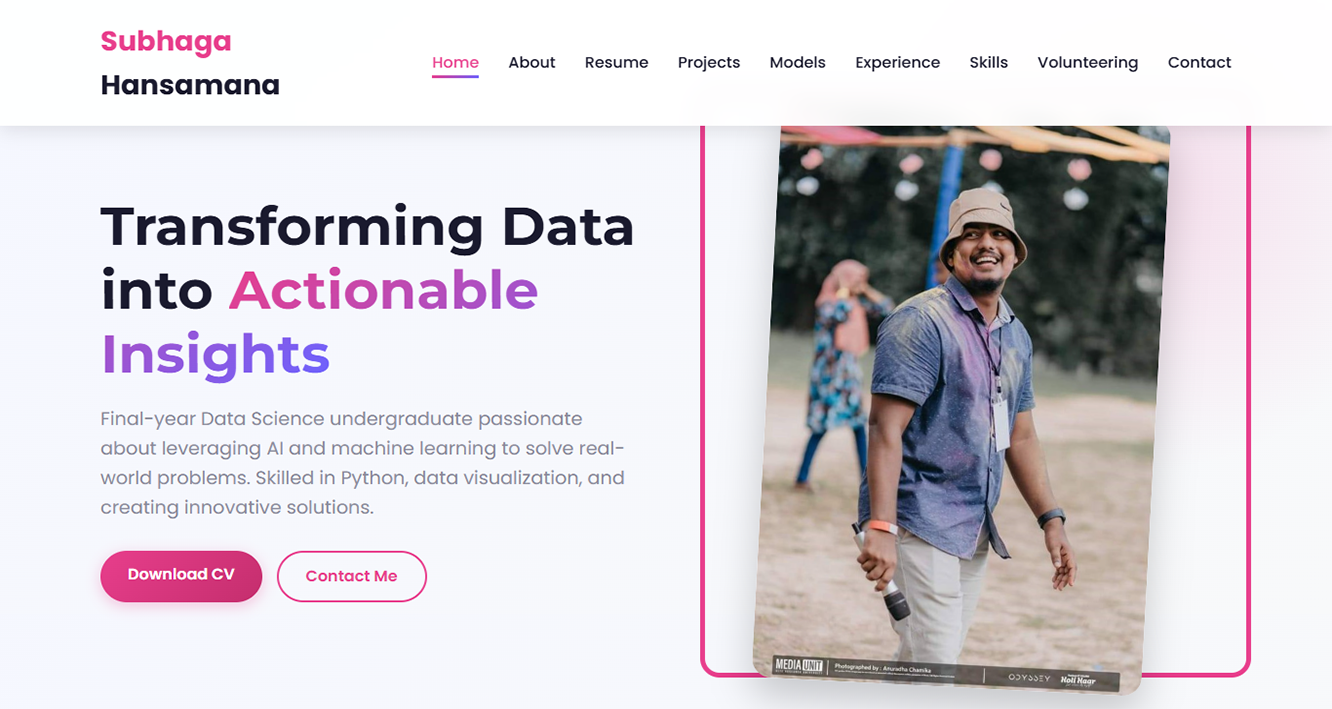 Subhaga
Hansamana
Home About Resume Projects Models Experience Skills Volunteering Contact
Transforming Data
into Actionable
Insights
Final-year Data Science undergraduate passionate
about leveraging AI and machine learning to solve real-
world problems. Skilled in Python, data visualization, and
creating innovative solutions.
Download CV Contact Me
MEDIA UNIT
Photographed by : Anuradha Chamika
ODYSSEY
Holi Haar